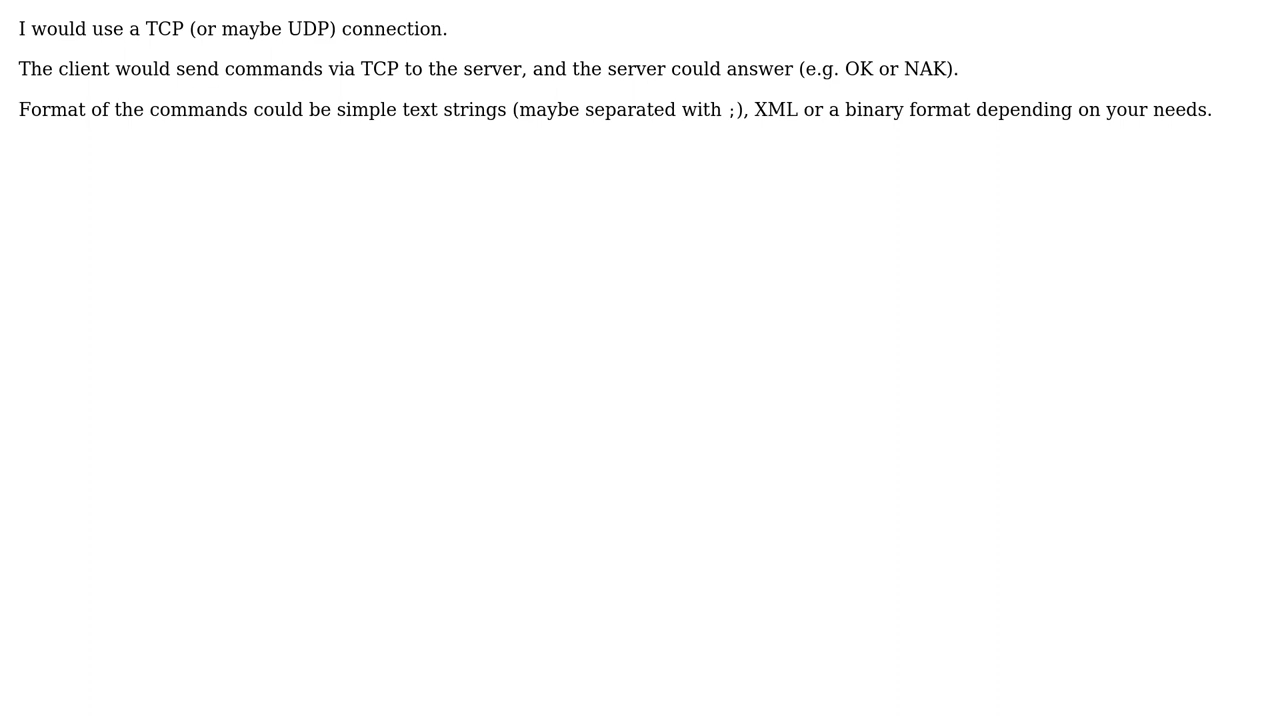 I would use a TCP (or maybe UDP) connection.
The client would send commands via TCP to the server, and the server could answer (e.g. OK or NAK).
Format of the commands could be simple text strings (maybe separated with ;), XML or a binary format depending on your needs.